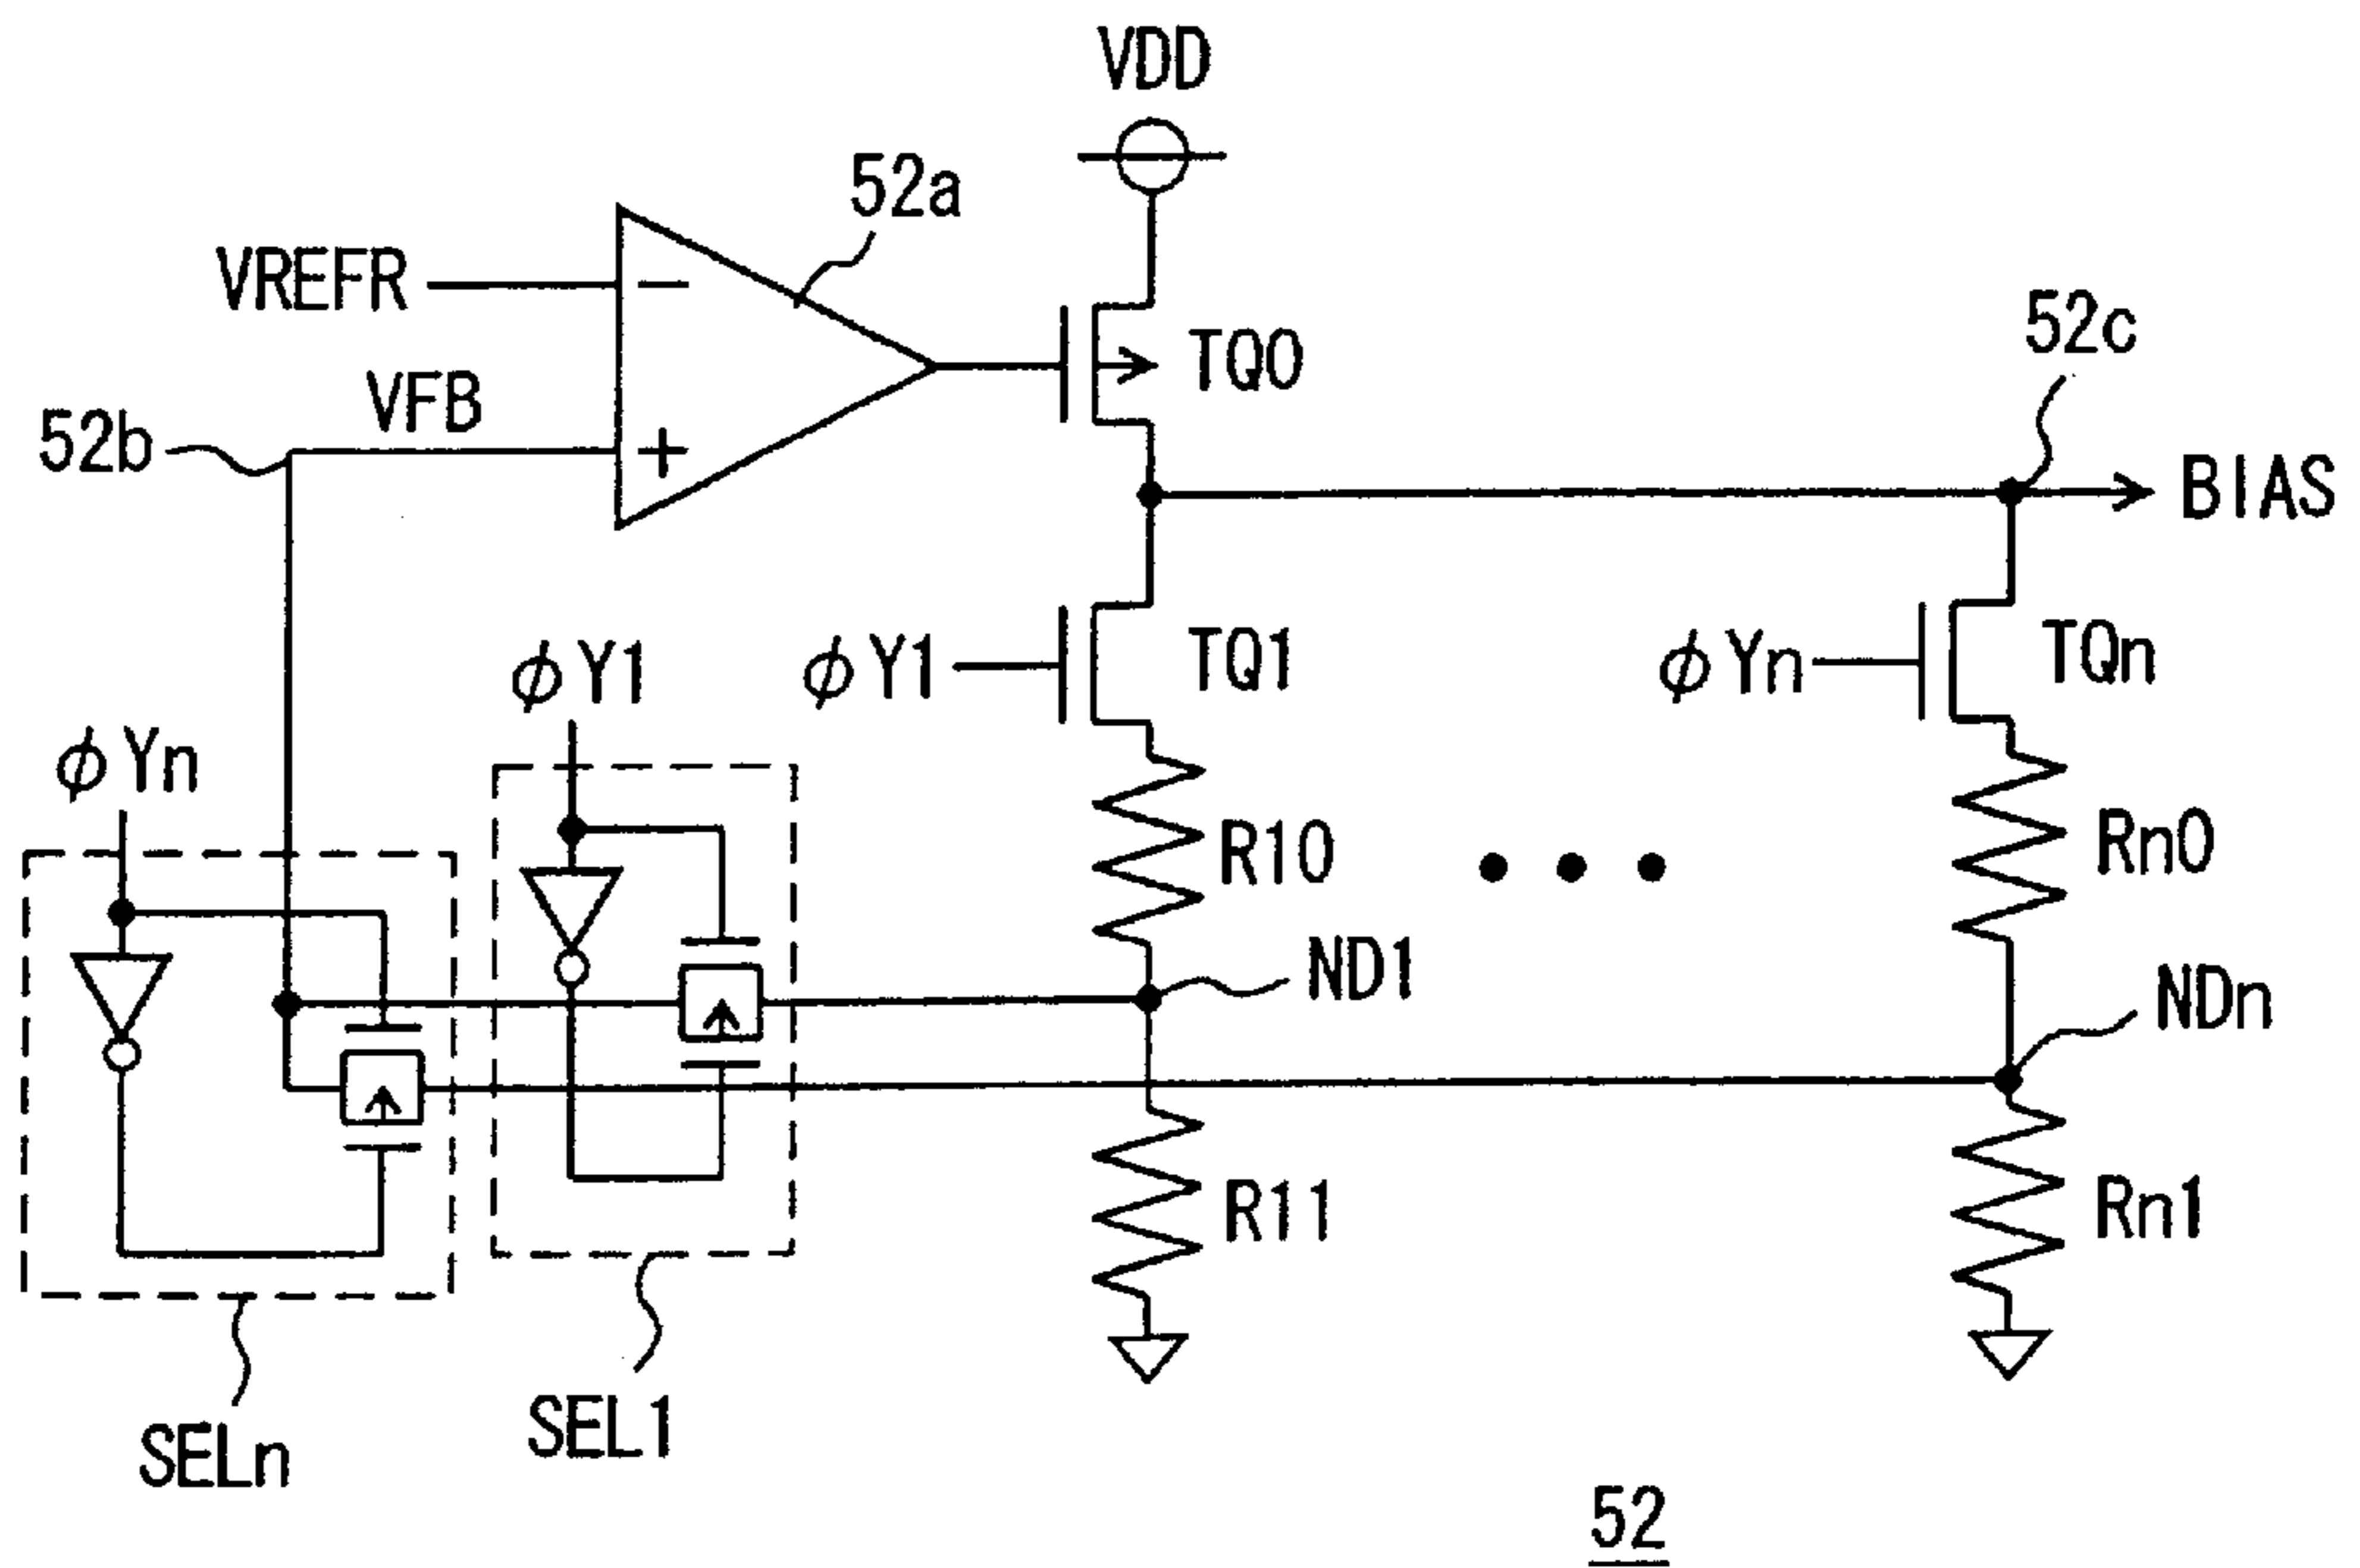 VDD
52a
VREFR
−
TQ0
52c
VFB
52b
+
BIAS
φY1
φY1
TQ1
φYn
TQn
φYn
R10
Rn0
ND1
NDn
R11
Rn1
SEL1
SELn
52